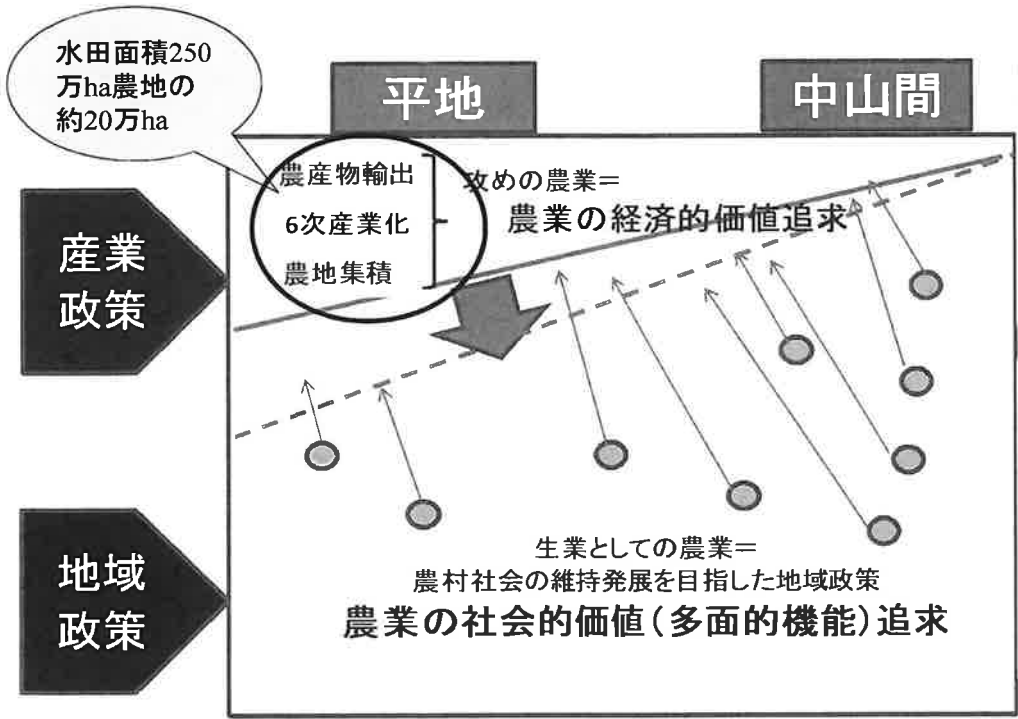 水田面積250
万ha農地の
約20万ha
平地
中山間
産業
政策
農産物輸出
6次産業化
農地集積
攻めの農業＝
農業の経済的価値追求
地域
政策
生業としての農業＝
農村社会の維持発展を目指した地域政策
農業の社会的価値（多面的機能）追求